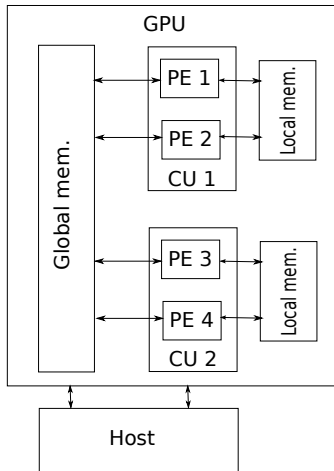 GPU
Global mem.
PE 1
PE 2
CU 1
Local mem.
PE 3
PE 4
CU 2
Local mem.
Host